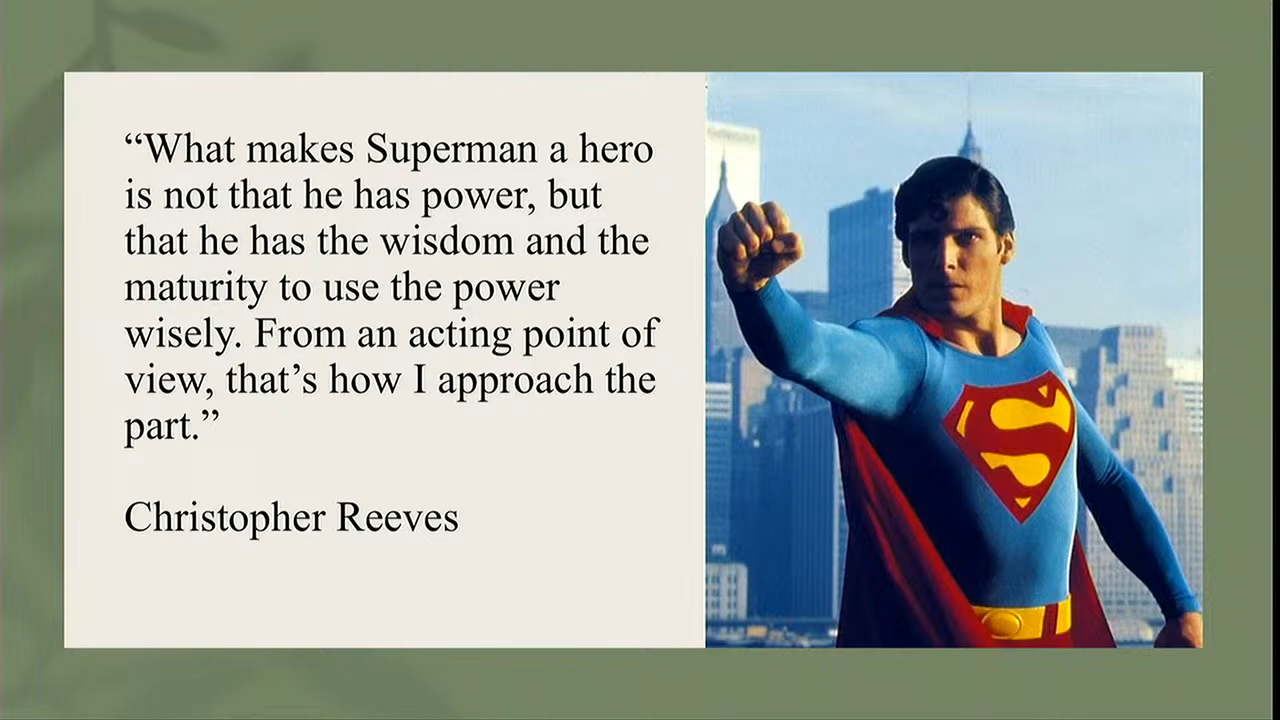 “What makes Superman a hero
is not that he has power, but
that he has the wisdom and the
maturity to use the power
wisely. From an acting point of
view, that’s how I approach the
part.”
Christopher Reeves
S